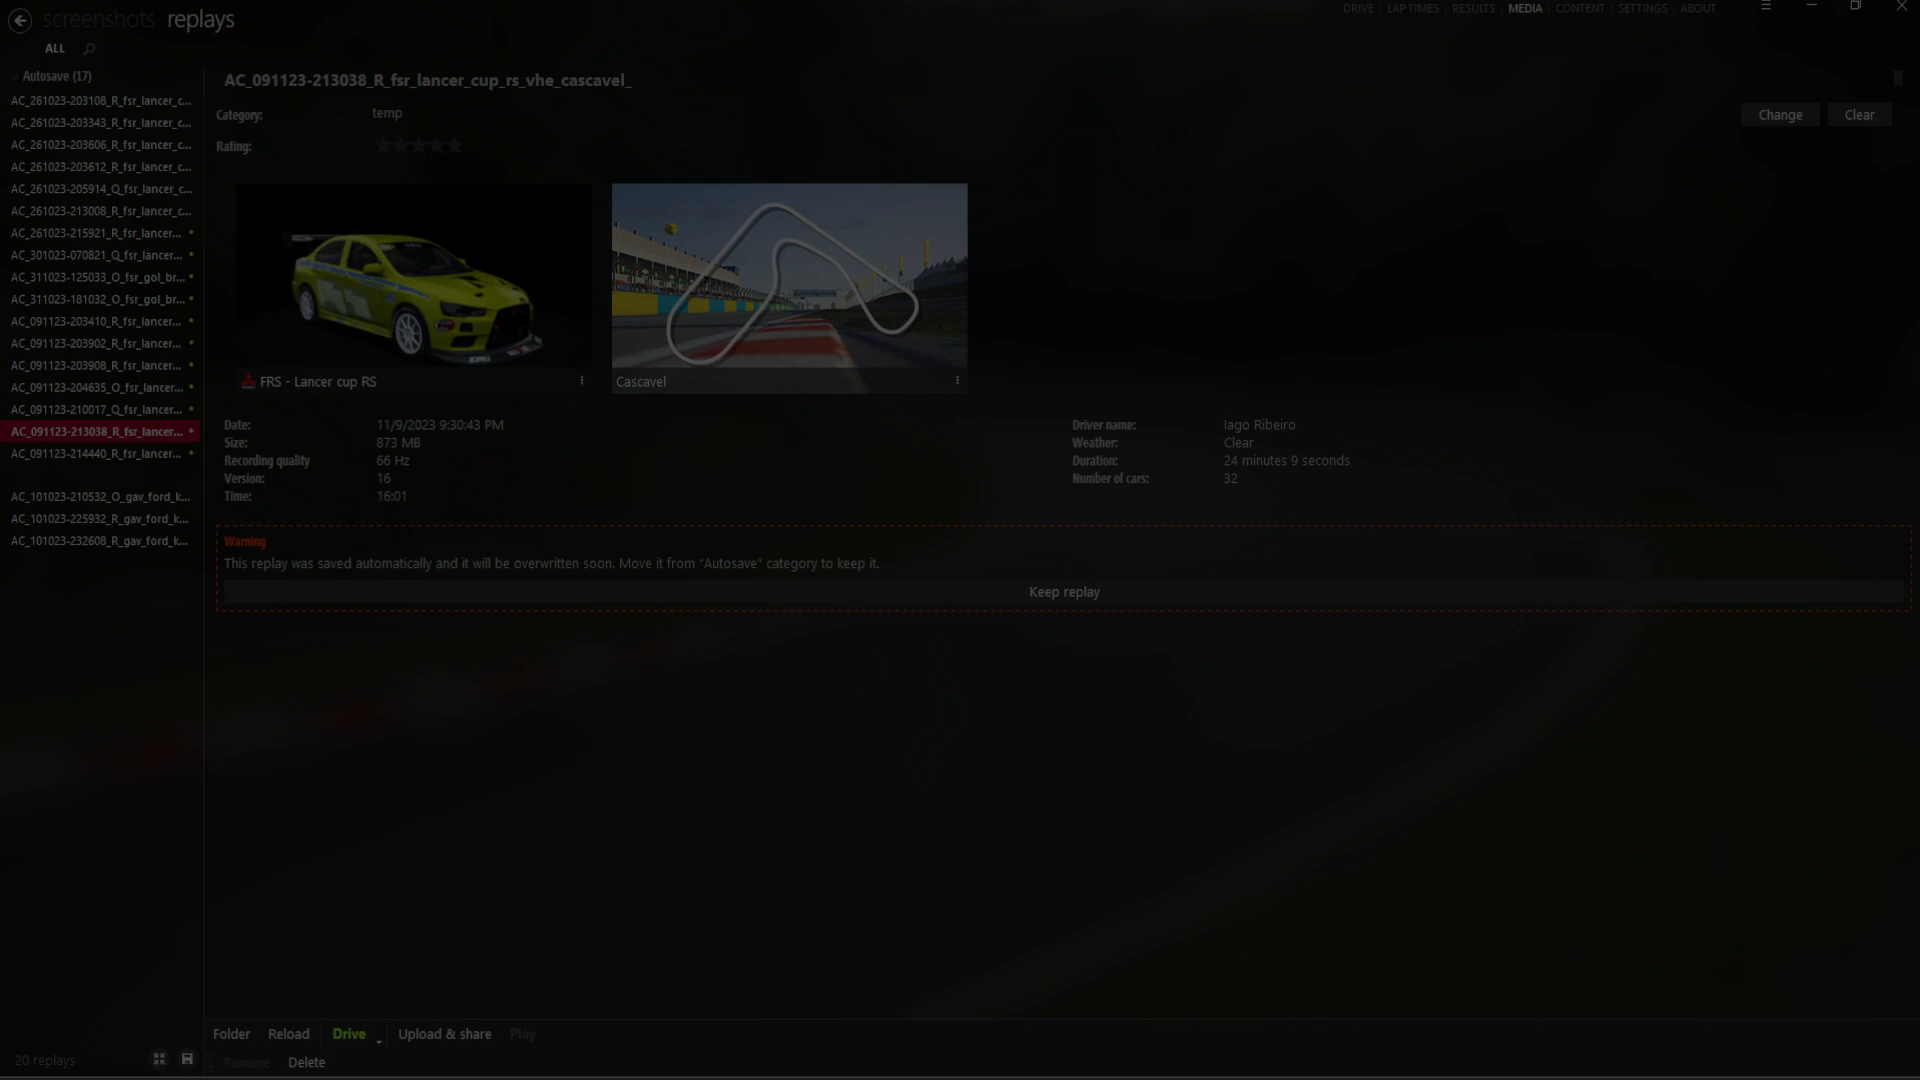 screenshots replays
DRIVE LAP TIMES RESULTS MEDIA CONTENT SETTINGS ABOUT
ALL
Autosave (17)
AC_261023-203108_R_fsr_lancer_c...
AC_261023-203343_R_fsr_lancer_c...
AC_261023-203606_R_fsr_lancer_c...
AC_261023-203612_R_fsr_lancer_c...
AC_261023-205914_Q_fsr_lancer_c...
AC_261023-213008_R_fsr_lancer_c...
AC_261023-215921_R_fsr_lancer...
AC_301023-070821_Q_fsr_lancer...
AC_311023-125033_O_fsr_gol_br...
AC_311023-181032_O_fsr_gol_br...
AC_091123-203410_R_fsr_lancer...
AC_091123-203902_R_fsr_lancer...
AC_091123-203908_R_fsr_lancer...
AC_091123-204635_O_fsr_lancer...
AC_091123-210017_Q_fsr_lancer...
AC_091123-213038_R_fsr_lancer...
AC_091123-214440_R_fsr_lancer...
AC_101023-210532_O_gav_ford_k...
AC_101023-225932_R_gav_ford_k...
AC_101023-232608_R_gav_ford_k...
20 replays
AC_091123-213038_R_fsr_lancer_cup_rs_vhe_cascavel_
Category: temp
Change Clear
Rating:
FRS - Lancer cup RS
Cascavel
Date: 11/9/2023 9:30:43 PM
Size: 873 MB
Recording quality 66 Hz
Version: 16
Time: 16:01
Driver name: Iago Ribeiro
Weather: Clear
Duration: 24 minutes 9 seconds
Number of cars: 32
Warning
This replay was saved automatically and it will be overwritten soon. Move it from "Autosave" category to keep it.
Keep replay
Folder Reload Drive Upload & share Play
Rename Delete